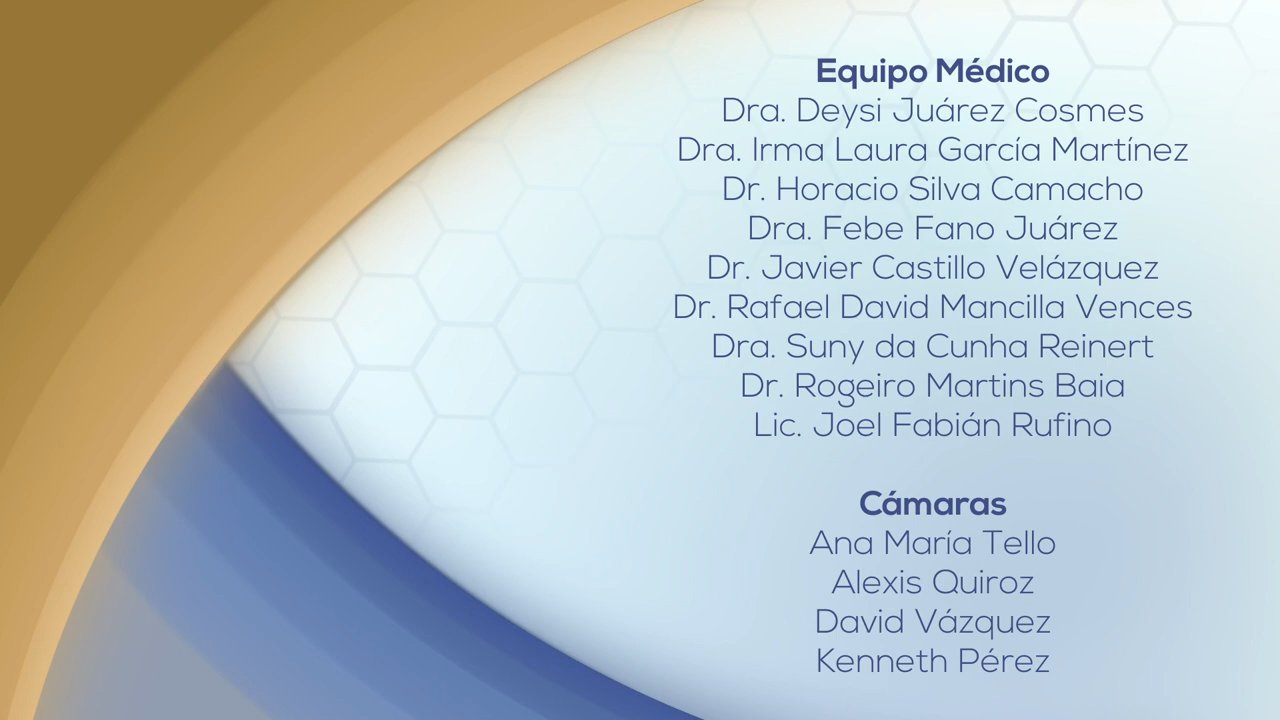 Equipo Médico
Dra. Deysi Juárez Cosmes
Dra. Irma Laura García Martínez
Dr. Horacio Silva Camacho
Dra. Febe Fano Juárez
Dr. Javier Castillo Velázquez
Dr. Rafael David Mancilla Vences
Dra. Suny da Cunha Reinert
Dr. Rogeiro Martins Baia
Lic. Joel Fabián Rufino
Cámaras
Ana María Tello
Alexis Quiroz
David Vázquez
Kenneth Pérez